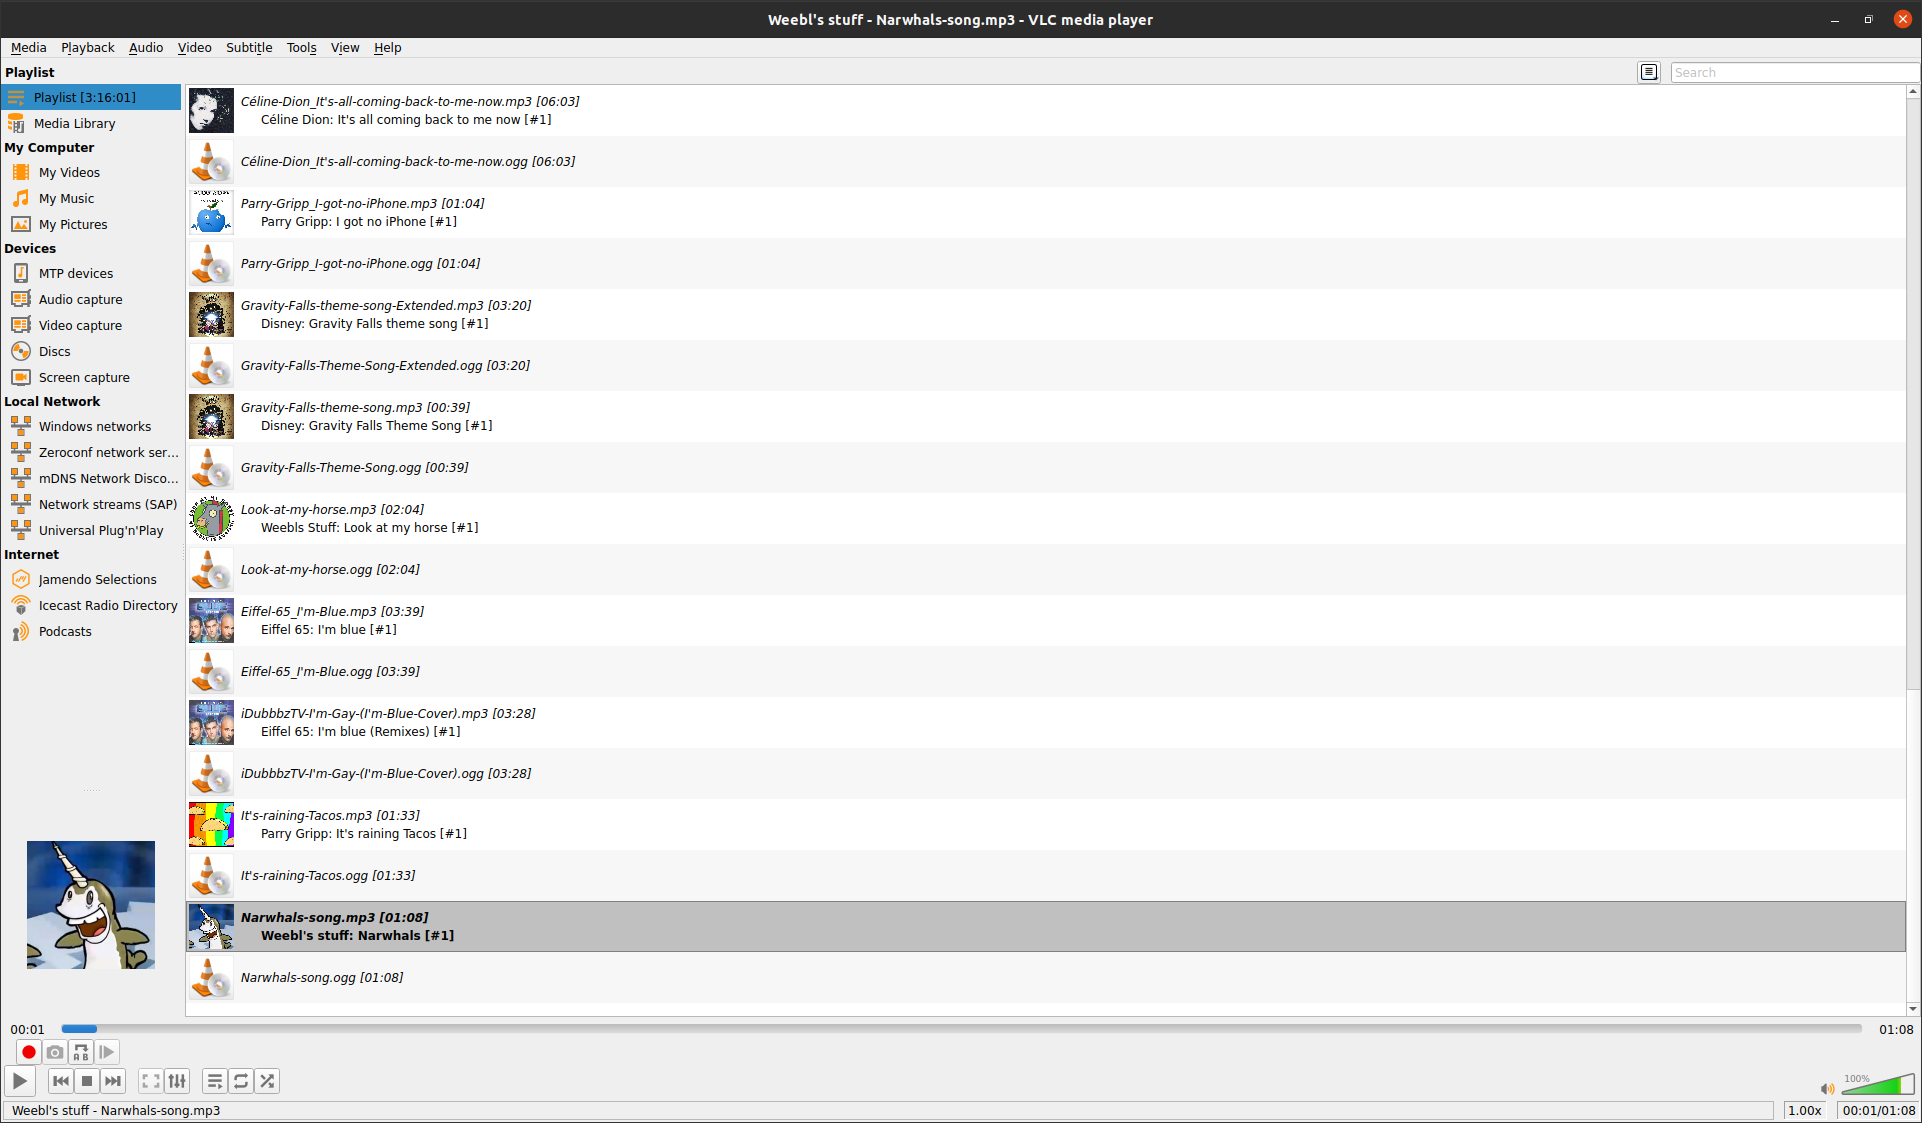 Weebl's stuff - Narwhals-song.mp3 - VLC media player
Media Playback Audio Video Subtitle Tools View Help
Playlist
Search
Playlist [3:16:01]
Media Library
My Computer
My Videos
My Music
My Pictures
Devices
MTP devices
Audio capture
Video capture
Discs
Screen capture
Local Network
Windows networks
Zeroconf network ser...
mDNS Network Disco...
Network streams (SAP)
Universal Plug'n'Play
Internet
Jamendo Selections
Icecast Radio Directory
Podcasts
Céline-Dion_It's-all-coming-back-to-me-now.mp3 [06:03]
Céline Dion: It's all coming back to me now [#1]
Céline-Dion_It's-all-coming-back-to-me-now.ogg [06:03]
Parry-Gripp_I-got-no-iPhone.mp3 [01:04]
Parry Gripp: I got no iPhone [#1]
Parry-Gripp_I-got-no-iPhone.ogg [01:04]
Gravity-Falls-theme-song-Extended.mp3 [03:20]
Disney: Gravity Falls theme song [#1]
Gravity-Falls-Theme-Song-Extended.ogg [03:20]
Gravity-Falls-theme-song.mp3 [00:39]
Disney: Gravity Falls Theme Song [#1]
Gravity-Falls-Theme-Song.ogg [00:39]
Look-at-my-horse.mp3 [02:04]
Weebls Stuff: Look at my horse [#1]
Look-at-my-horse.ogg [02:04]
Eiffel-65_I'm-Blue.mp3 [03:39]
Eiffel 65: I'm blue [#1]
Eiffel-65_I'm-Blue.ogg [03:39]
iDubbbzTV-I'm-Gay-(I'm-Blue-Cover).mp3 [03:28]
Eiffel 65: I'm blue (Remixes) [#1]
iDubbbzTV-I'm-Gay-(I'm-Blue-Cover).ogg [03:28]
It's-raining-Tacos.mp3 [01:33]
Parry Gripp: It's raining Tacos [#1]
It's-raining-Tacos.ogg [01:33]
Narwhals-song.mp3 [01:08]
Weebl's stuff: Narwhals [#1]
Narwhals-song.ogg [01:08]
00:01
01:08
A B
100%
Weebl's stuff - Narwhals-song.mp3
1.00x
00:01/01:08